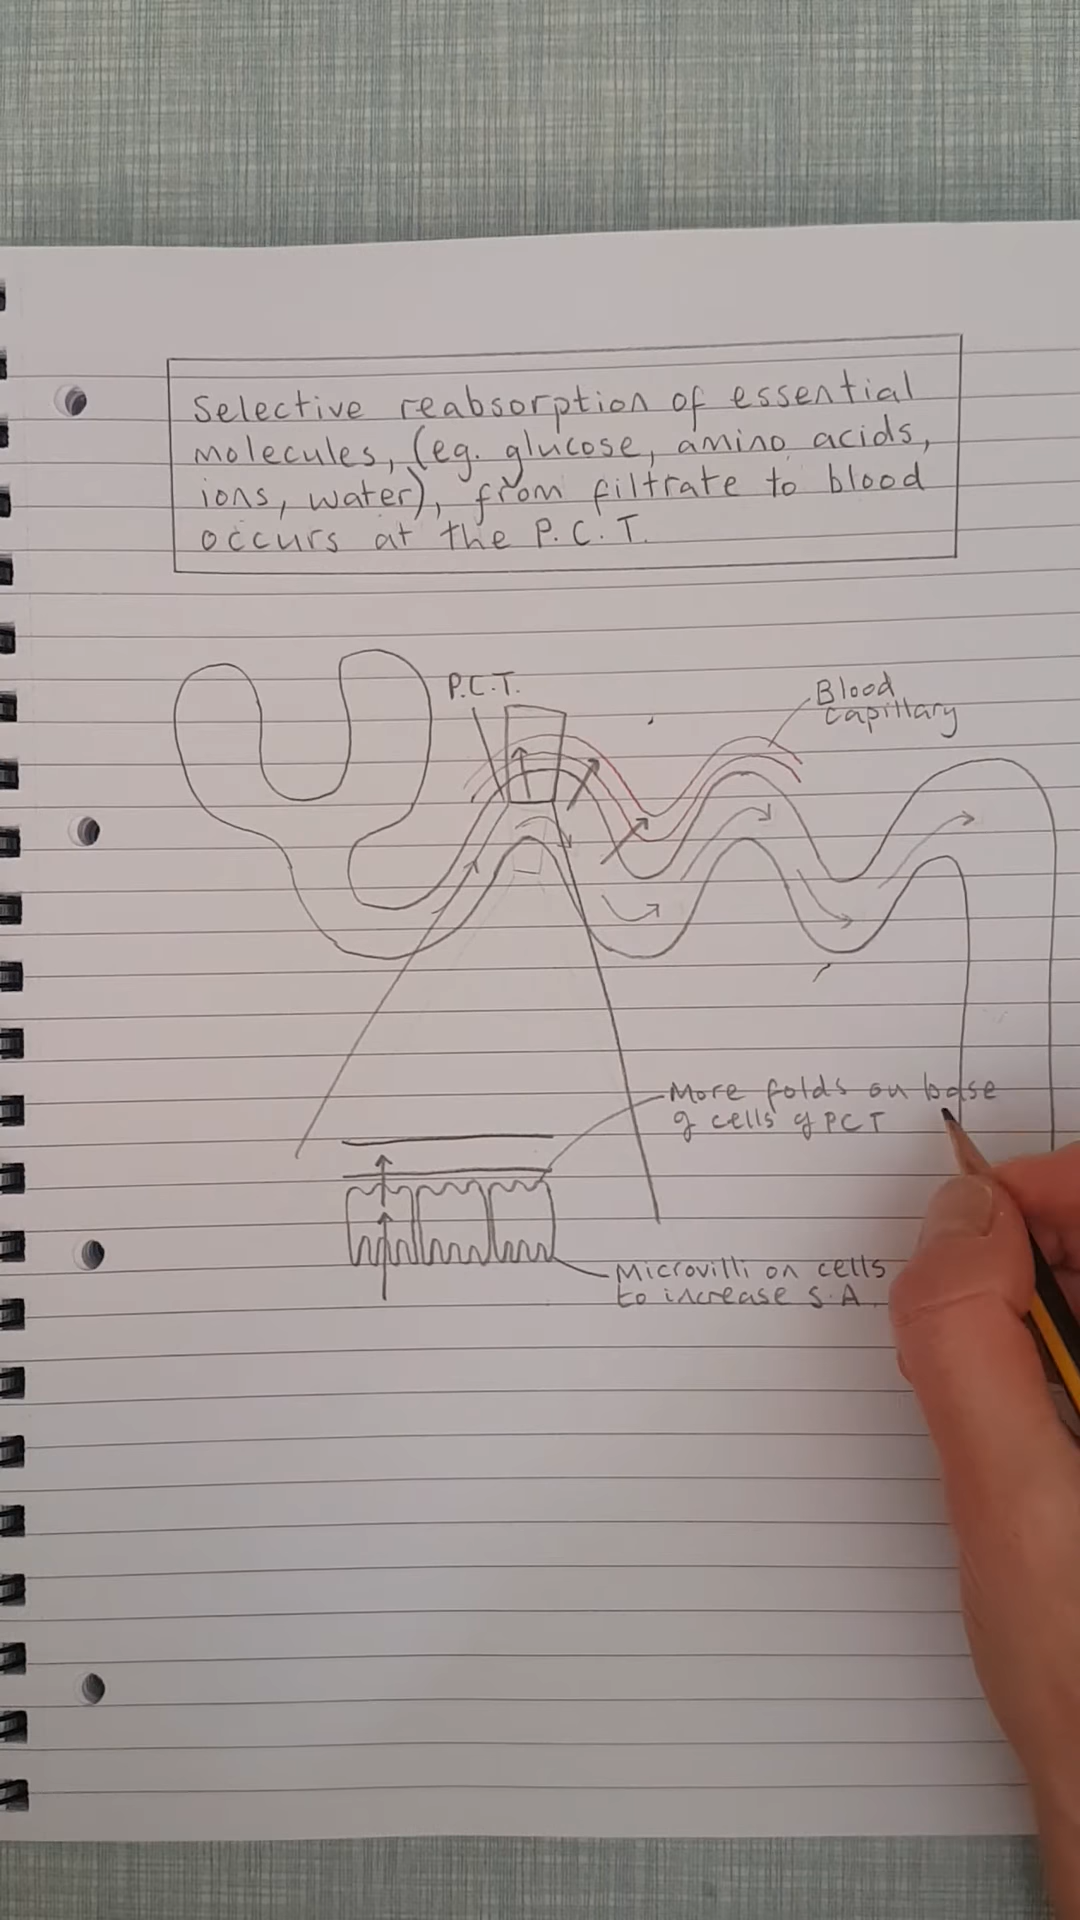 Selective reabsorption of essential
molecules, (eg. glucose, amino acids,
ions, water), from filtrate to blood
occurs at the P.C.T.
P.C.T.
Blood
capillary
More folds on base
of cells of PCT
Microvilli on cells
to increase S.A.